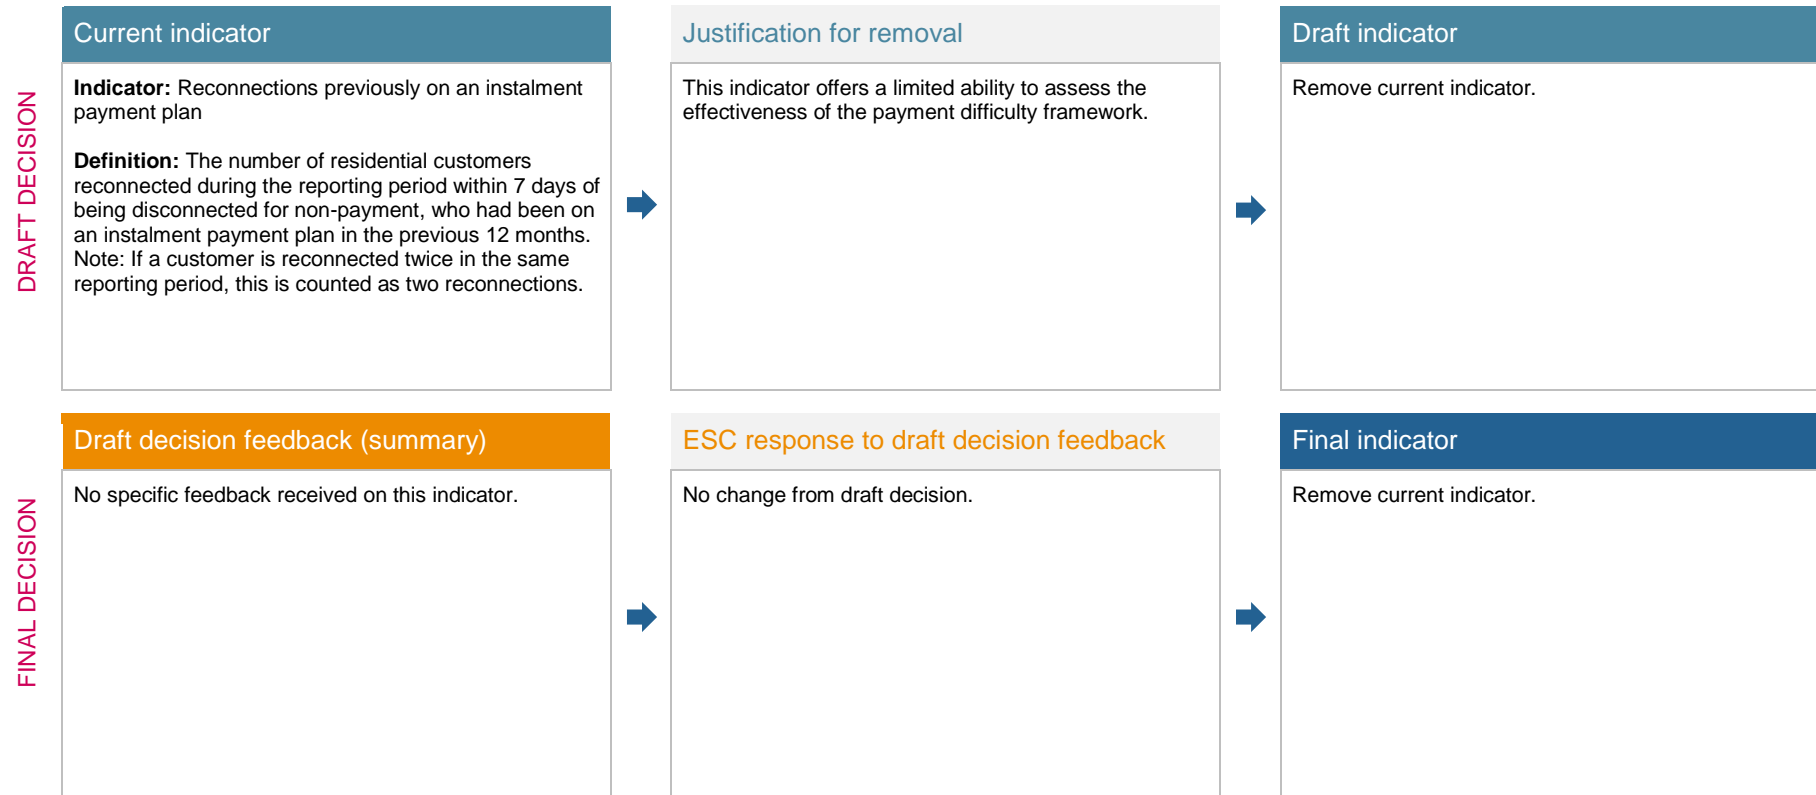 DRAFT DECISION
Current indicator
Indicator: Reconnections previously on an instalment
payment plan
Definition: The number of residential customers
reconnected during the reporting period within 7 days of
being disconnected for non-payment, who had been on
an instalment payment plan in the previous 12 months.
Note: If a customer is reconnected twice in the same
reporting period, this is counted as two reconnections.
Justification for removal
This indicator offers a limited ability to assess the
effectiveness of the payment difficulty framework.
Draft indicator
Remove current indicator.
FINAL DECISION
Draft decision feedback (summary)
No specific feedback received on this indicator.
ESC response to draft decision feedback
No change from draft decision.
Final indicator
Remove current indicator.